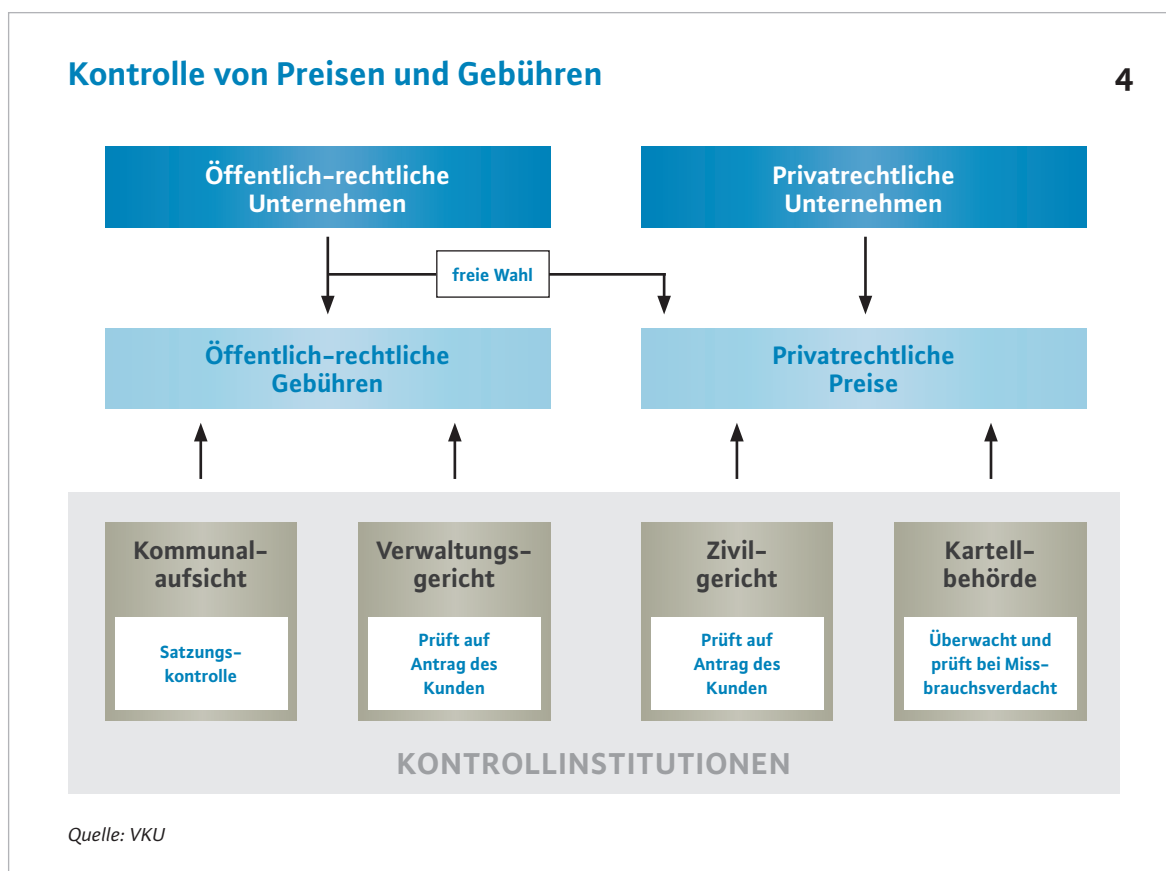 Kontrolle von Preisen und Gebühren
4
Öffentlich-rechtliche
Unternehmen
Privatrechtliche
Unternehmen
freie Wahl
Öffentlich-rechtliche
Gebühren
Privatrechtliche
Preise
Kommunal-
aufsicht
Satzungs-
kontrolle
Verwaltungs-
gericht
Prüft auf
Antrag des
Kunden
Zivil-
gericht
Prüft auf
Antrag des
Kunden
Kartell-
behörde
Überwacht und
prüft bei Miss-
brauchsverdacht
KONTROLLINSTITUTIONEN
Quelle: VKU